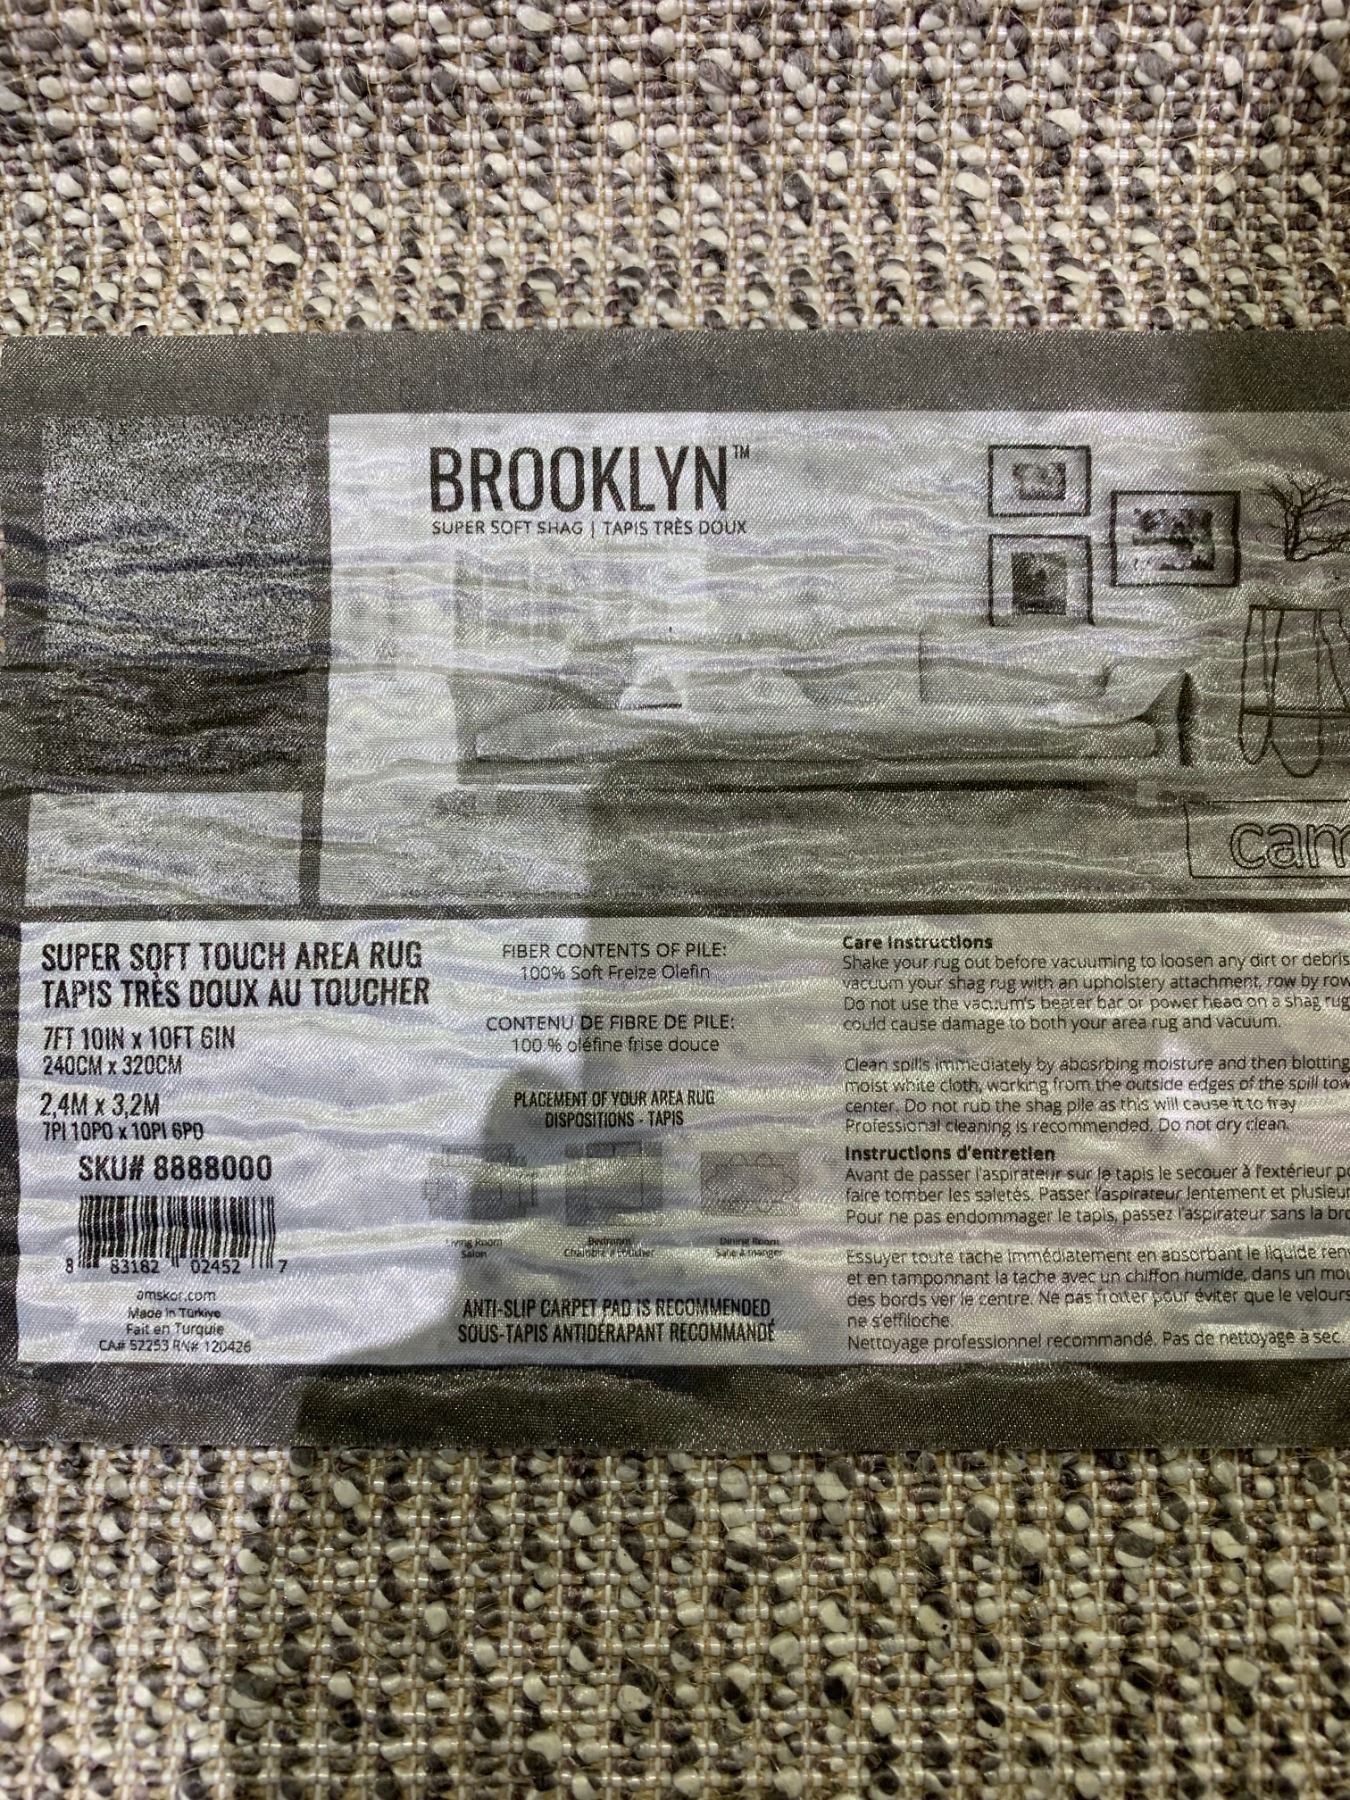 BROOKLYN™
SUPER SOFT SHAG | TAPIS TRÈS DOUX
cam
SUPER SOFT TOUCH AREA RUG
TAPIS TRÈS DOUX AU TOUCHER
7FT 10IN x 10FT 6IN
240CM x 320CM
2,4M x 3,2M
7PI 10PO x 10PI 6PO
SKU# 8888000
8 83182 02452 7
amskor.com
Made in Türkiye
Fait en Turquie
CA# 52253 RN# 120426
FIBER CONTENTS OF PILE:
100% Soft Freize Olefin
CONTENU DE FIBRE DE PILE:
100 % oléfine frise douce
PLACEMENT OF YOUR AREA RUG
DISPOSITIONS - TAPIS
Living Room
Salon
Bedroom
Chambre à coucher
Dining Room
Salle à manger
ANTI-SLIP CARPET PAD IS RECOMMENDED
SOUS-TAPIS ANTIDÉRAPANT RECOMMANDÉ
Care Instructions
Shake your rug out before vacuuming to loosen any dirt or debris
vacuum your shag rug with an upholstery attachment, row by row
Do not use the vacuum's beater bar or power head on a shag rug
could cause damage to both your area rug and vacuum.
Clean spills immediately by abosrbing moisture and then blotting
moist white cloth, working from the outside edges of the spill tow
center. Do not rub the shag pile as this will cause it to fray
Professional cleaning is recommended. Do not dry clean.
Instructions d'entretien
Avant de passer l'aspirateur sur le tapis le secouer à l'extérieur po
faire tomber les saletés. Passer l'aspirateur lentement et plusieur
Pour ne pas endommager le tapis, passez l'aspirateur sans la bro
Essuyer toute tache immédiatement en absorbant le liquide renv
et en tamponnant la tache avec un chiffon humide, dans un mou
des bords ver le centre. Ne pas frotter pour éviter que le velours
ne s'effiloche.
Nettoyage professionnel recommandé. Pas de nettoyage à sec.